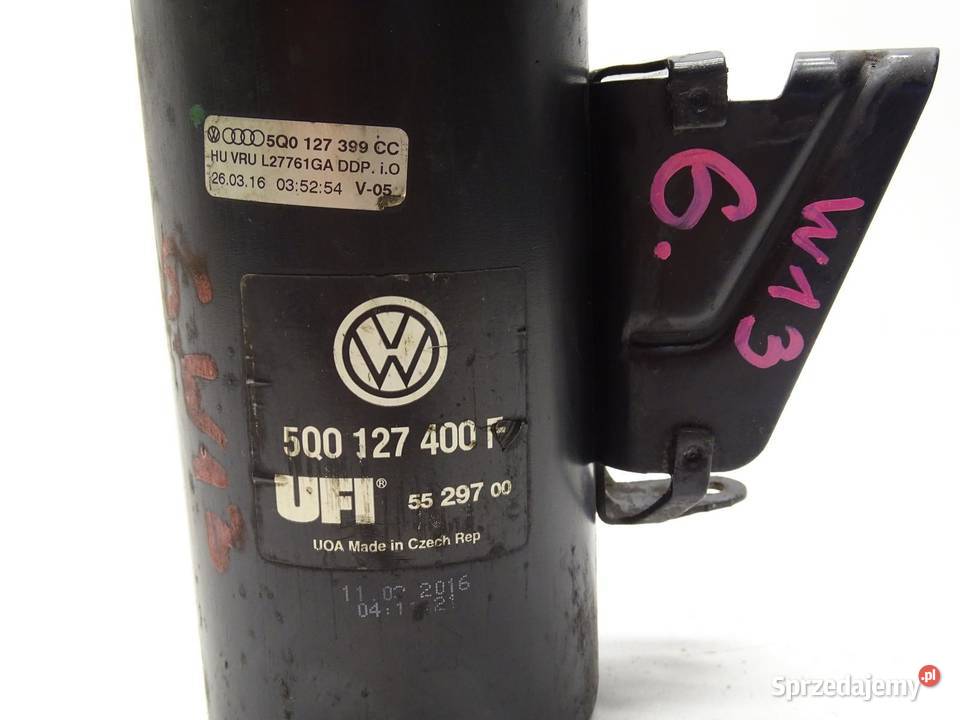 5Q0 127 399 CC
HU VRU L27761GA DDP. i.O
26.03.16 03:52:54 V-05
6.
W13
5Q0 127 400 F
UFI® 55 297 00
UOA Made in Czech Rep
2016
Sprzedajemy.pl